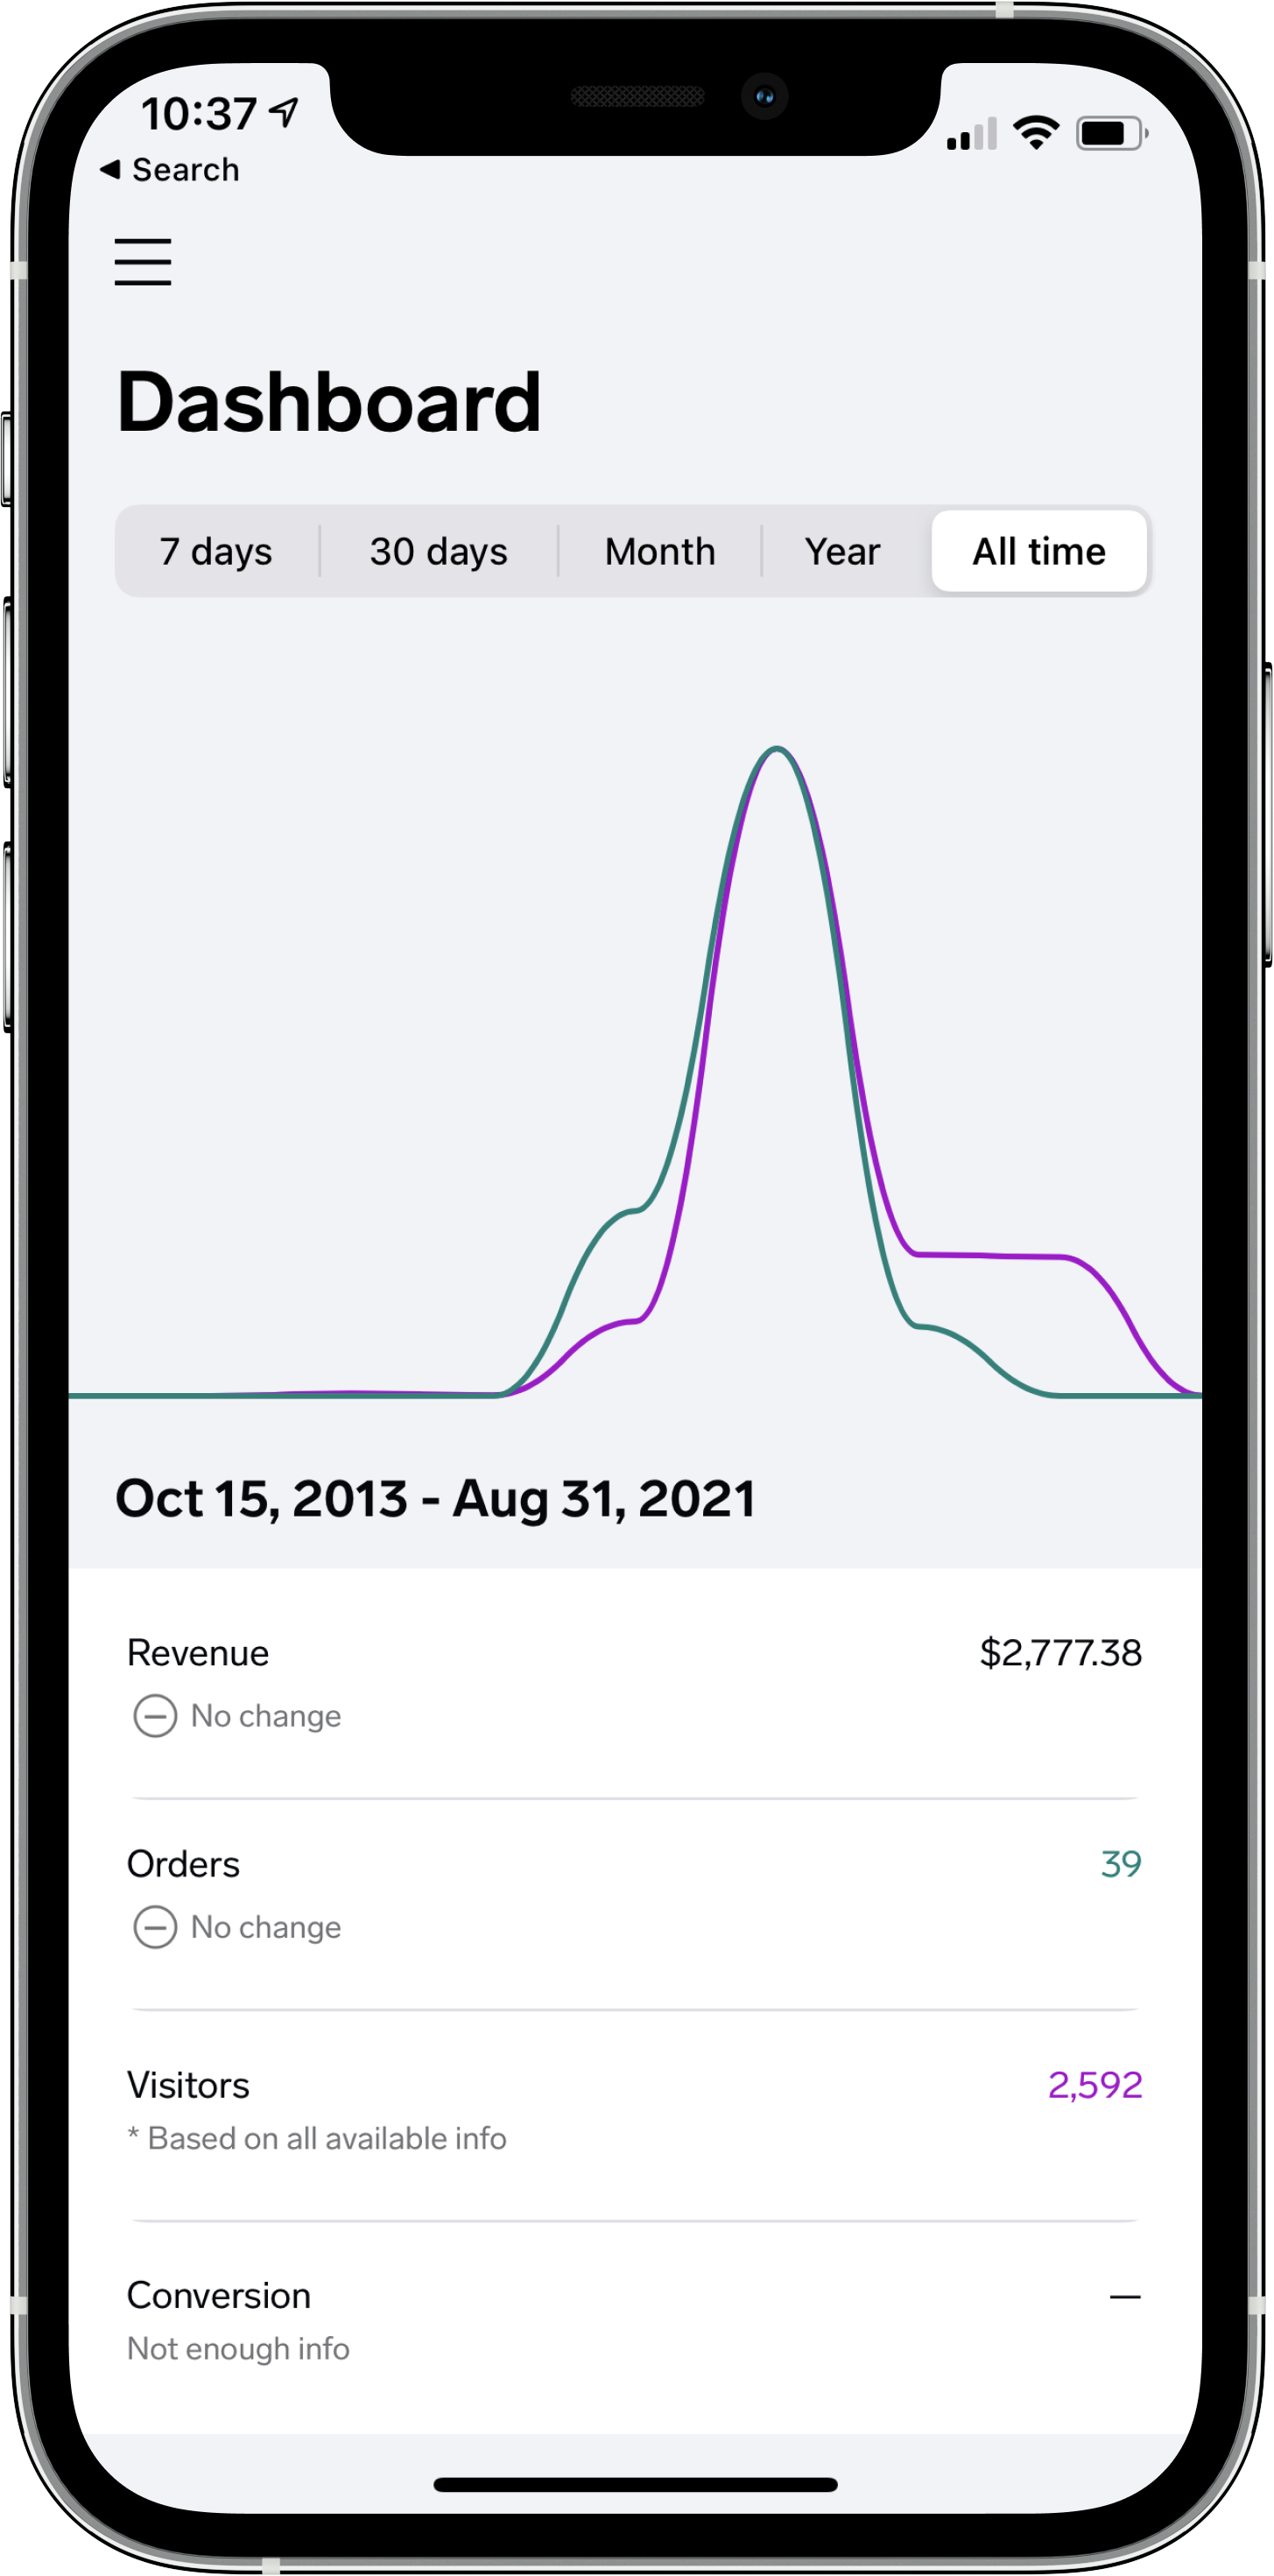 10:37
Search
Dashboard
7 days 30 days Month Year All time
Oct 15, 2013 - Aug 31, 2021
Revenue $2,777.38
No change
Orders 39
No change
Visitors 2,592
* Based on all available info
Conversion —
Not enough info